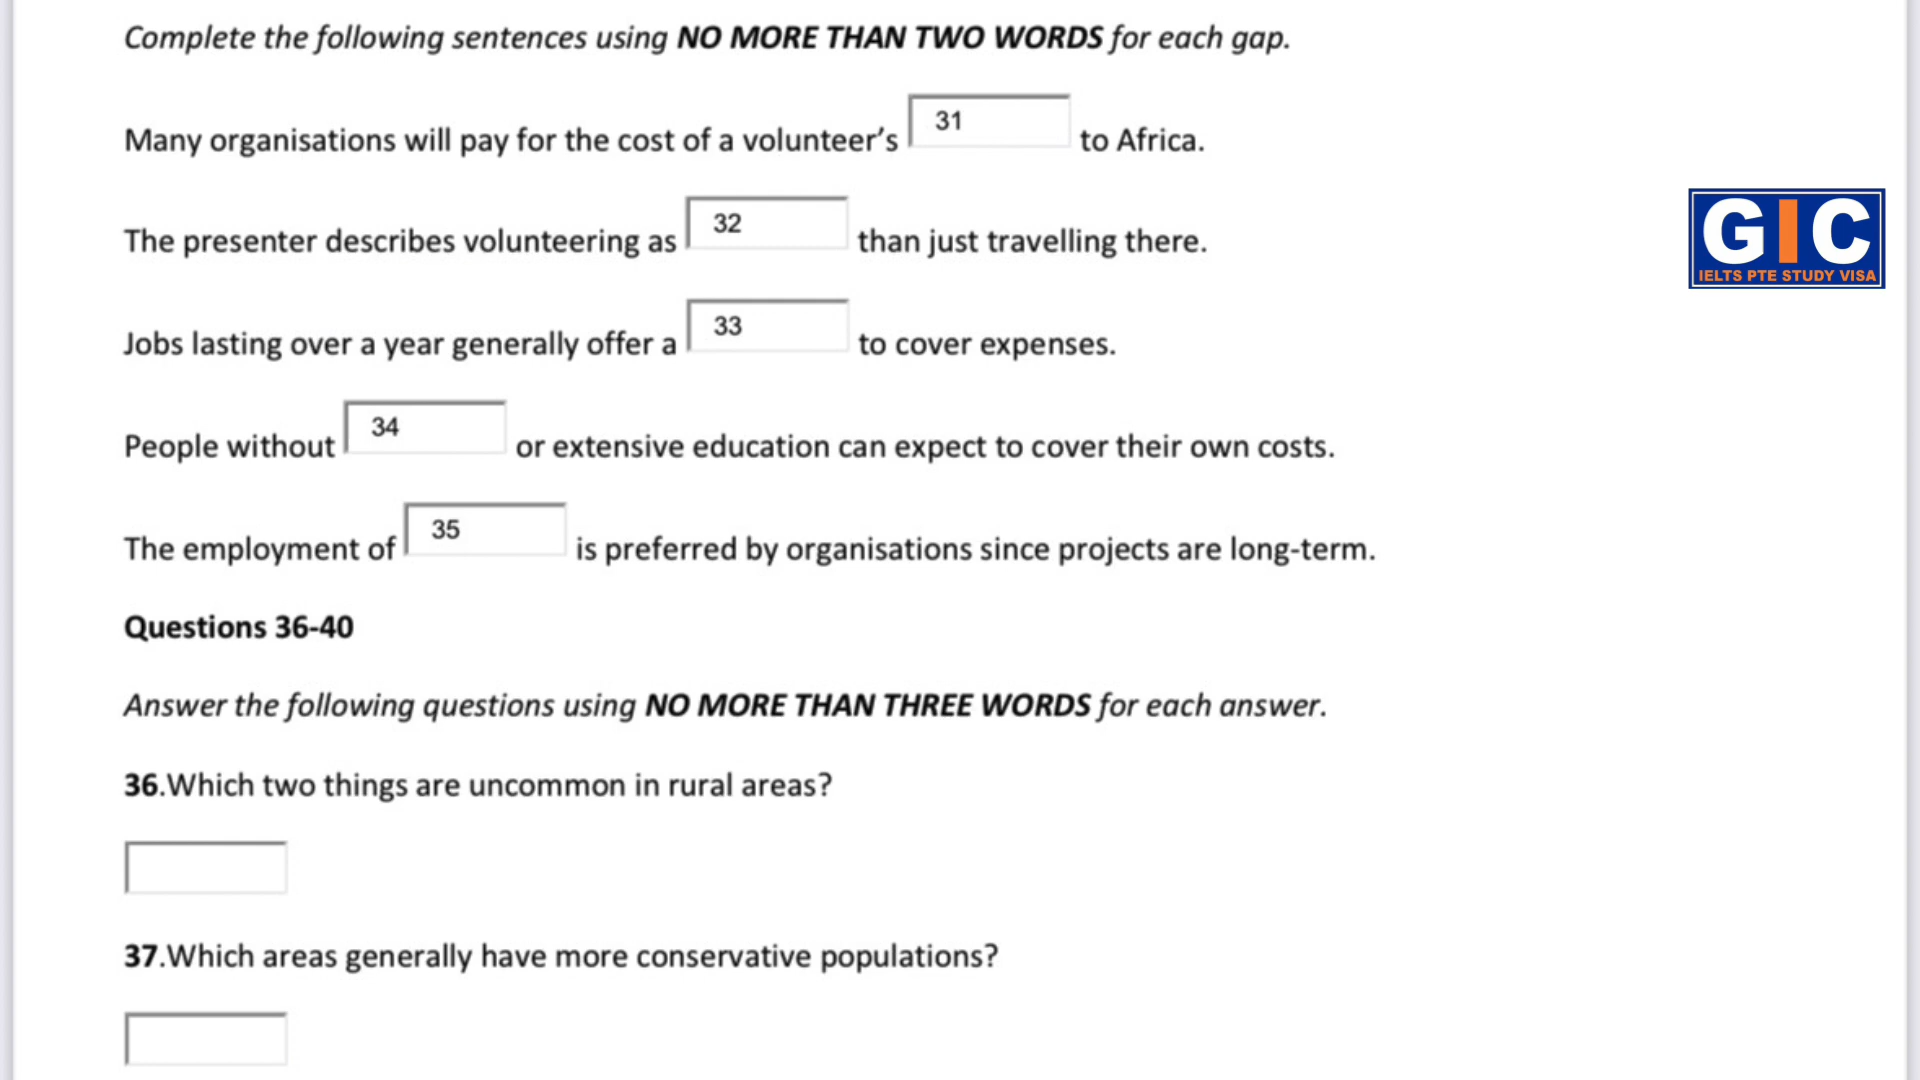 Complete the following sentences using NO MORE THAN TWO WORDS for each gap.
Many organisations will pay for the cost of a volunteer’s 31 to Africa.
GIC
IELTS PTE STUDY VISA
The presenter describes volunteering as 32 than just travelling there.
Jobs lasting over a year generally offer a 33 to cover expenses.
People without 34 or extensive education can expect to cover their own costs.
The employment of 35 is preferred by organisations since projects are long-term.
Questions 36-40
Answer the following questions using NO MORE THAN THREE WORDS for each answer.
36.Which two things are uncommon in rural areas?
37.Which areas generally have more conservative populations?